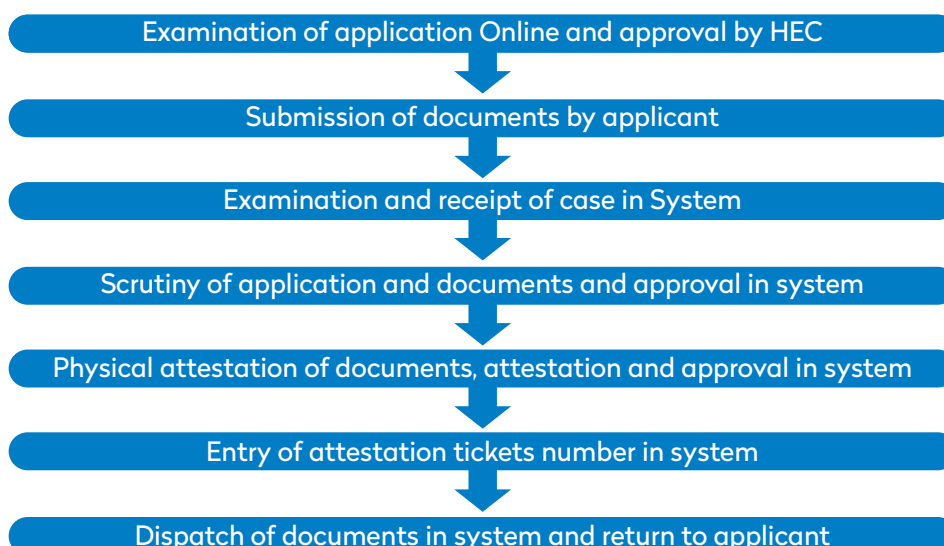 Examination of application Online and approval by HEC
Submission of documents by applicant
Examination and receipt of case in System
Scrutiny of application and documents and approval in system
Physical attestation of documents, attestation and approval in system
Entry of attestation tickets number in system
Dispatch of documents in system and return to applicant